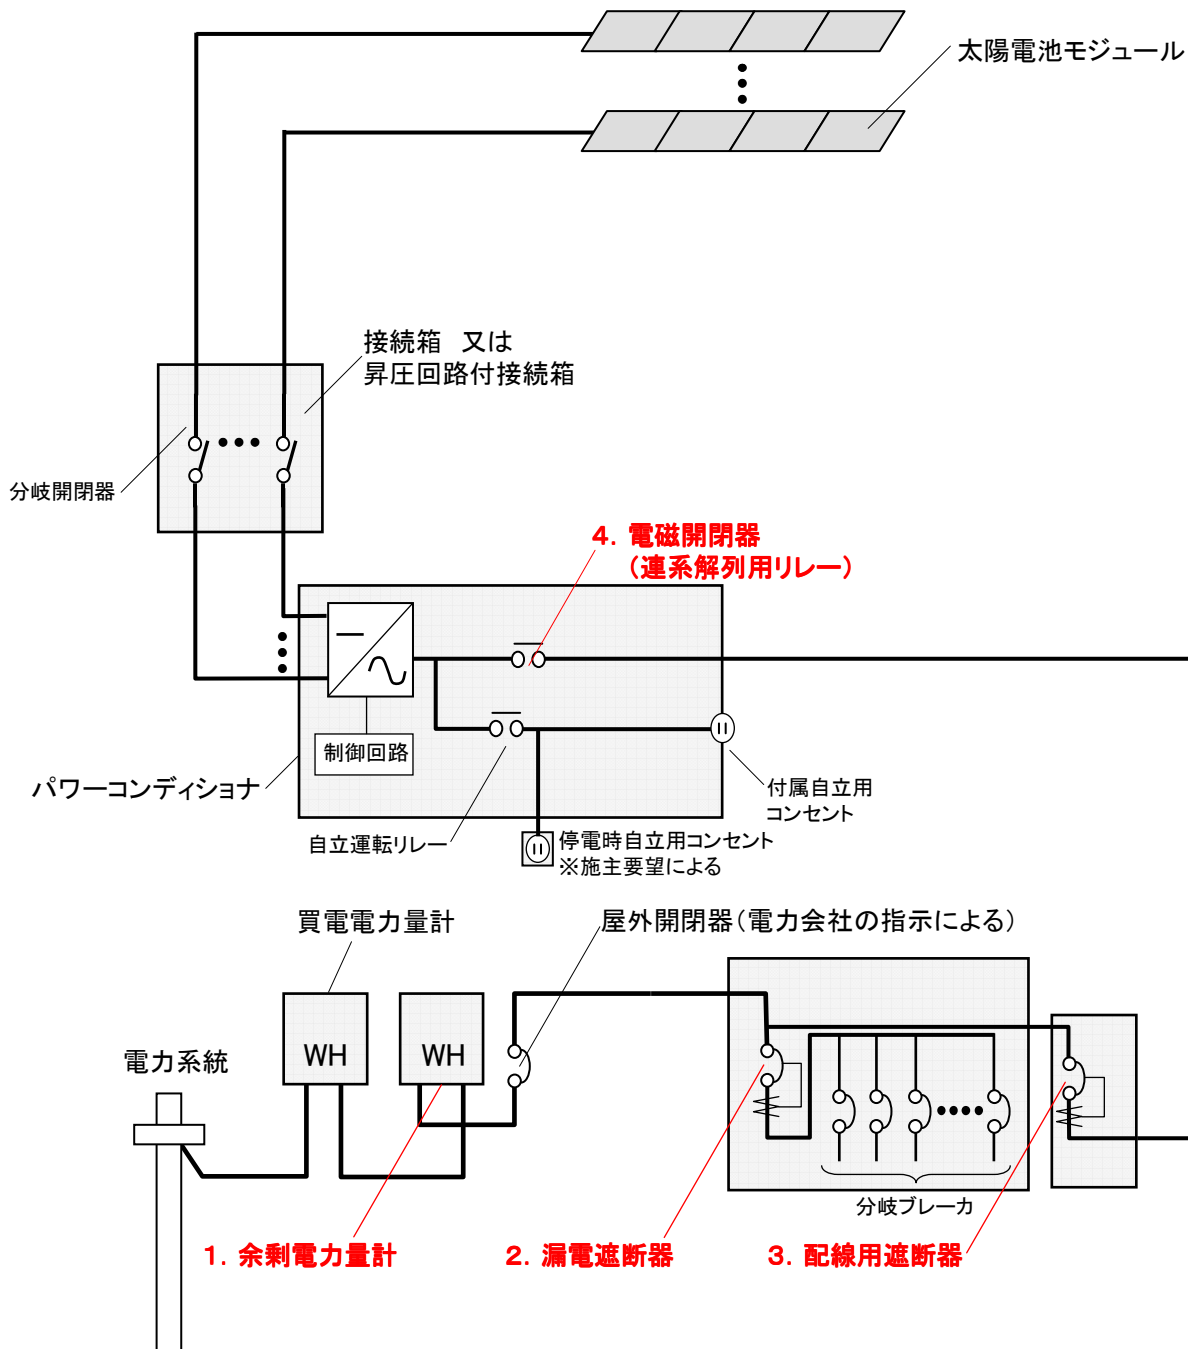 太陽電池モジュール
接続箱　又は
昇圧回路付接続箱
分岐開閉器
4. 電磁開閉器
(連系解列用リレー)
制御回路
パワーコンディショナ
付属自立用
コンセント
自立運転リレー
停電時自立用コンセント
※施主要望による
買電電力量計
屋外開閉器(電力会社の指示による)
WH
WH
電力系統
分岐ブレーカ
1. 余剰電力量計
2. 漏電遮断器
3. 配線用遮断器